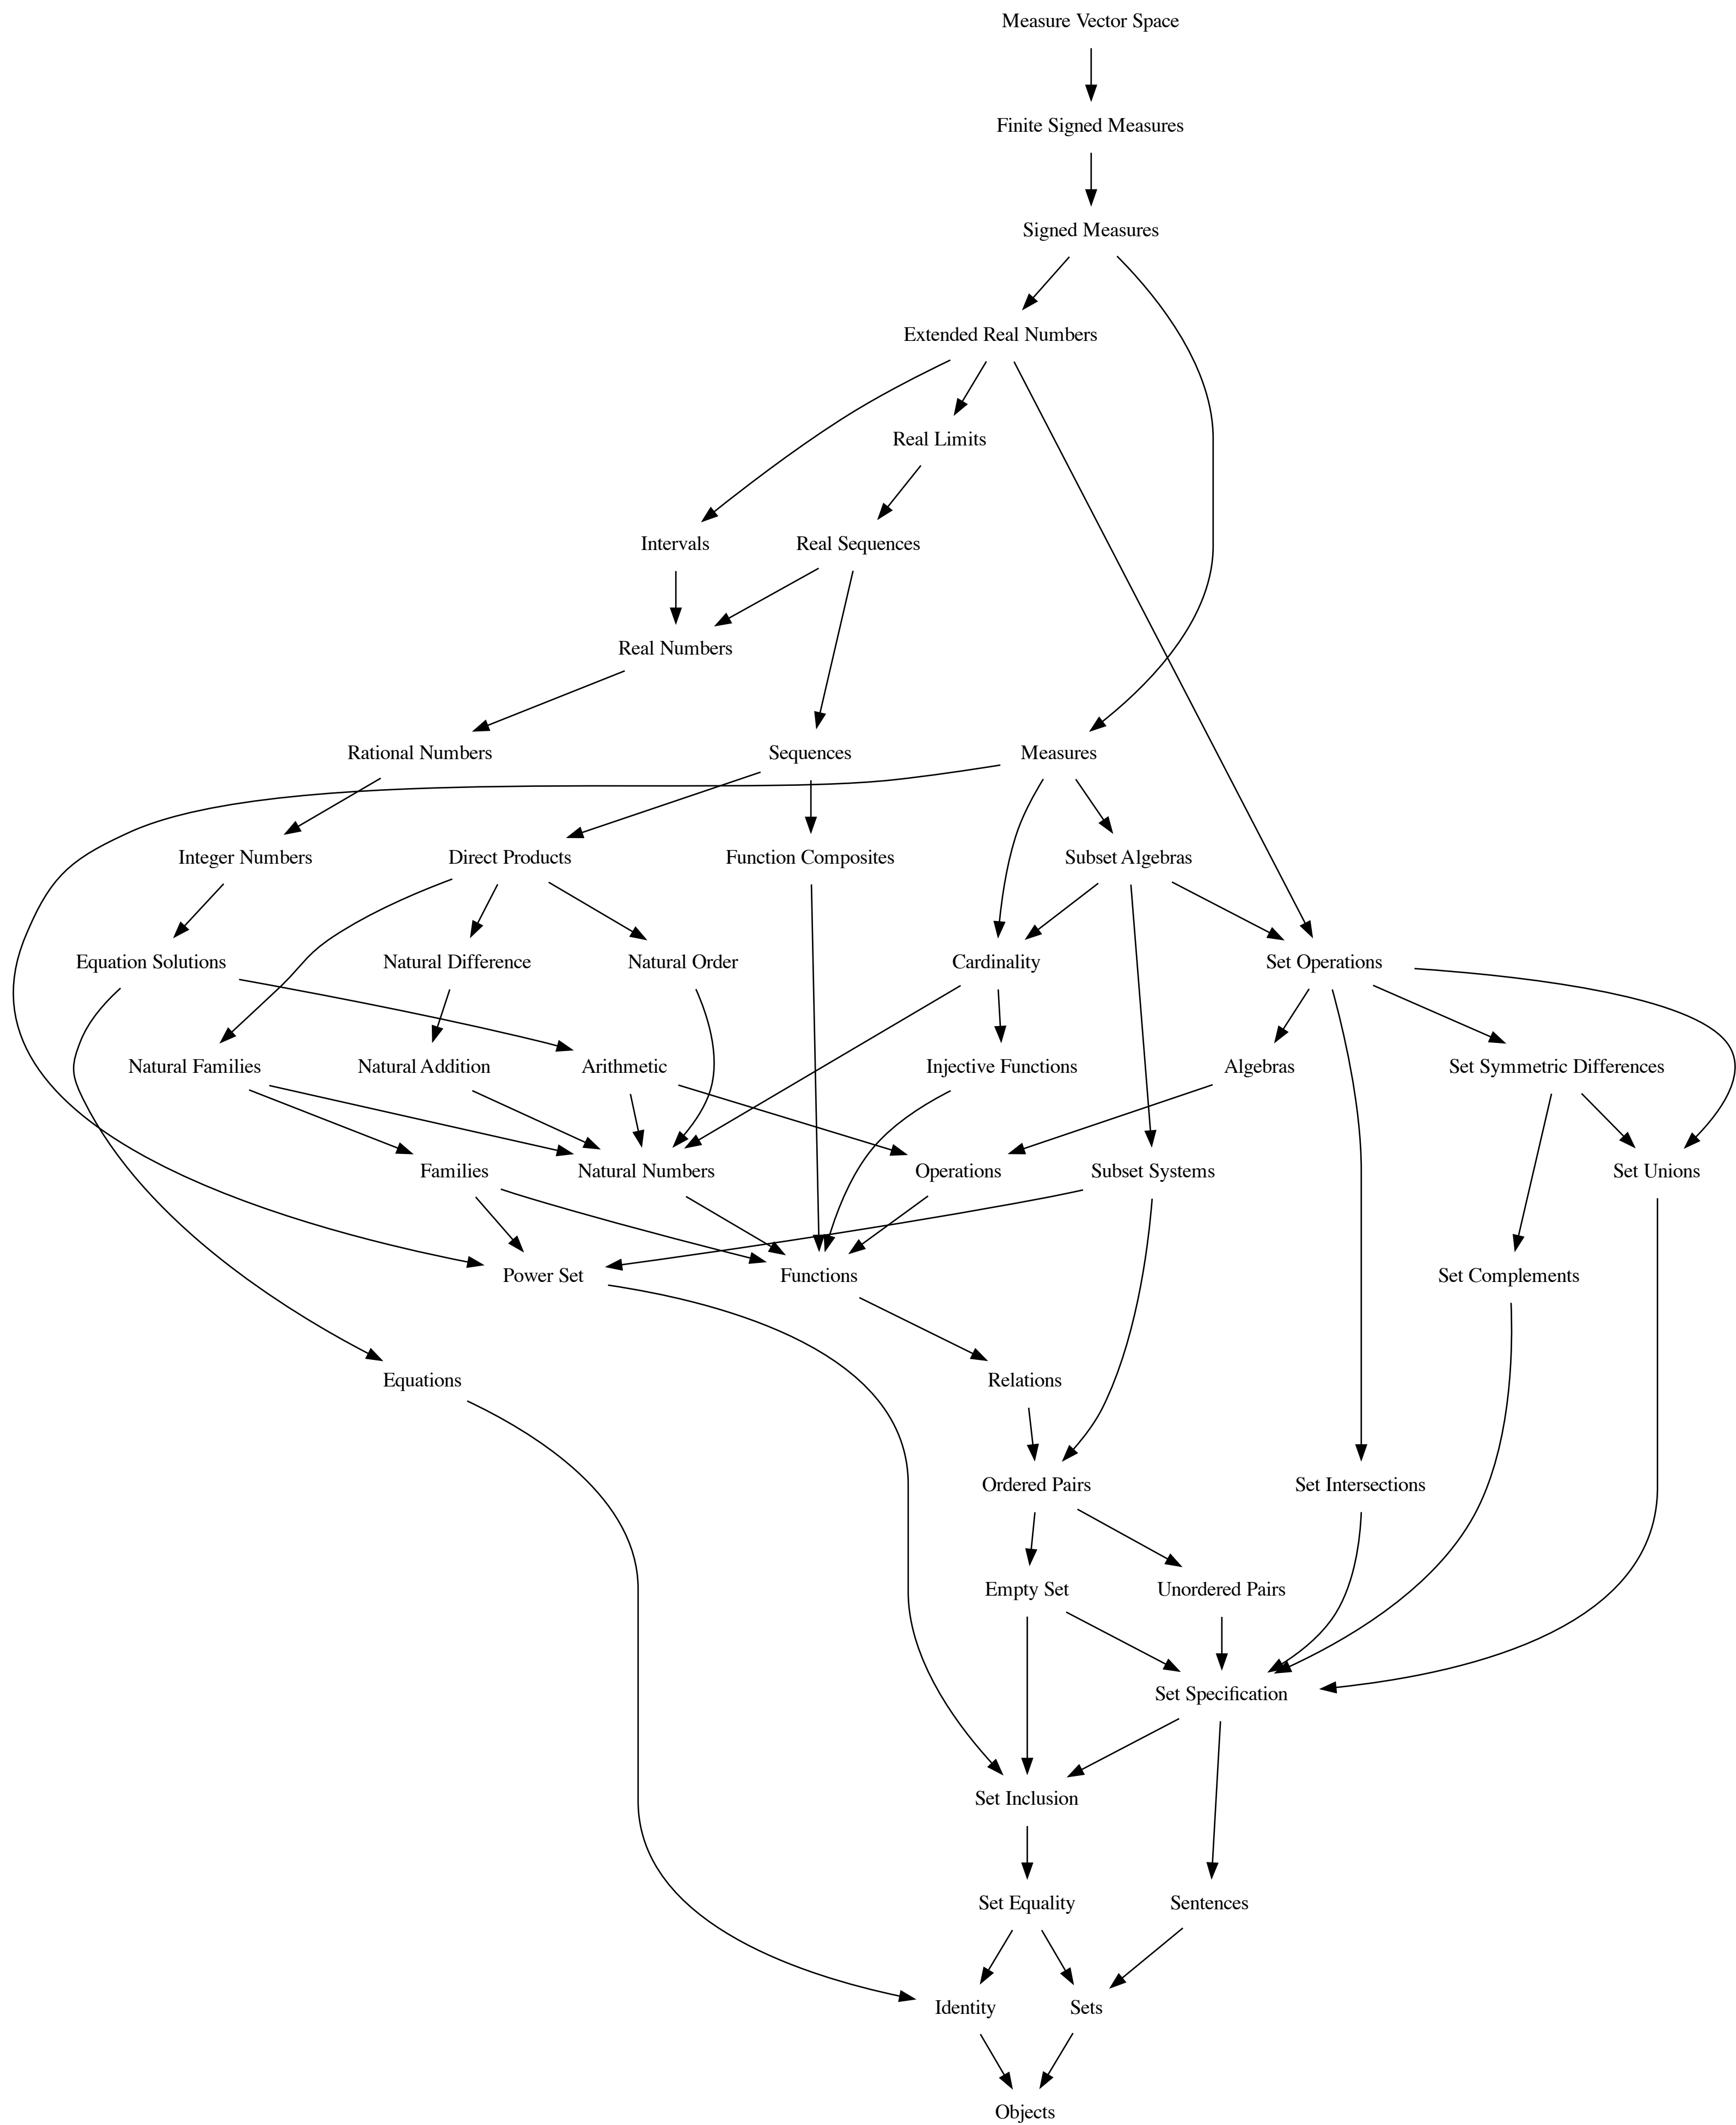 Measure Vector Space
Finite Signed Measures
Signed Measures
Extended Real Numbers
Real Limits
Intervals
Real Sequences
Real Numbers
Rational Numbers
Sequences
Measures
Integer Numbers
Direct Products
Function Composites
Subset Algebras
Equation Solutions
Natural Difference
Natural Order
Cardinality
Set Operations
Natural Families
Natural Addition
Arithmetic
Injective Functions
Algebras
Set Symmetric Differences
Families
Natural Numbers
Operations
Subset Systems
Set Unions
Power Set
Functions
Set Complements
Equations
Relations
Ordered Pairs
Set Intersections
Empty Set
Unordered Pairs
Set Specification
Set Inclusion
Set Equality
Sentences
Identity
Sets
Objects